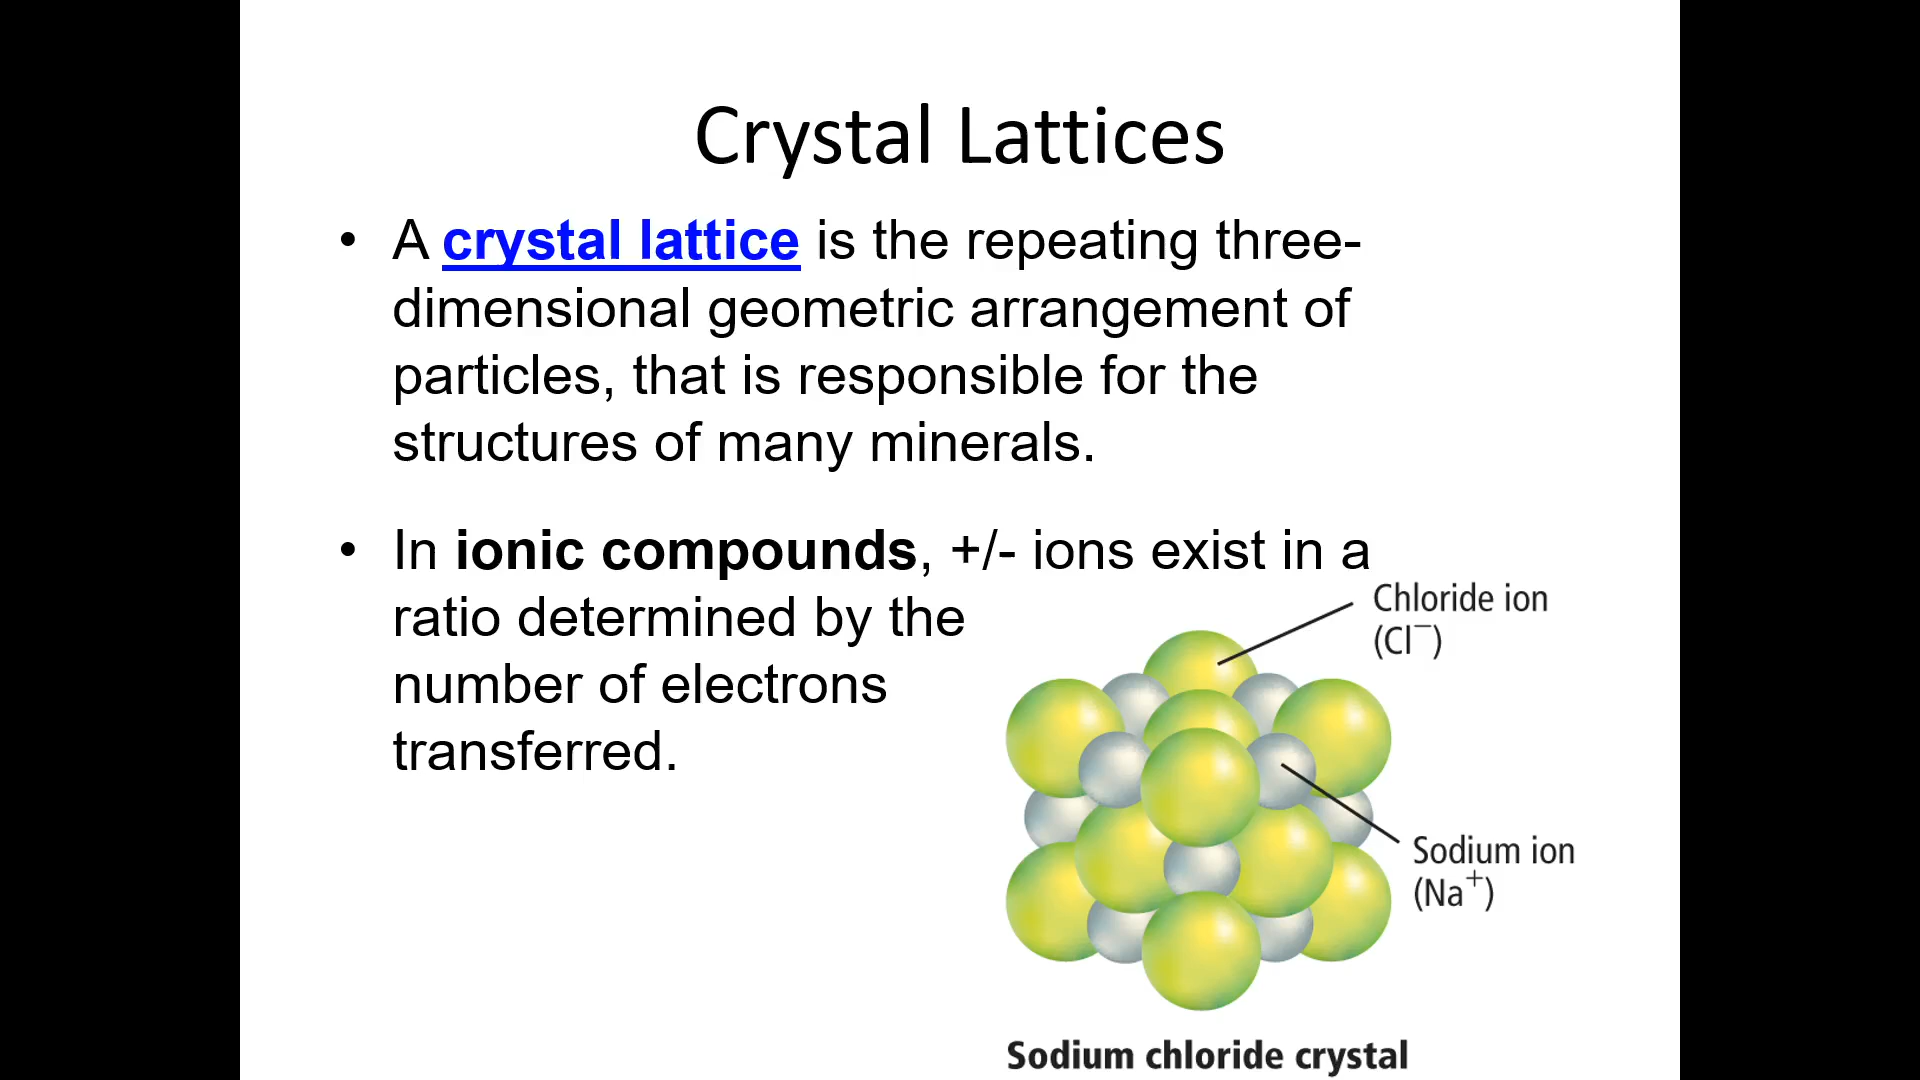 Crystal Lattices
• A crystal lattice is the repeating three-
dimensional geometric arrangement of
particles, that is responsible for the
structures of many minerals.
• In ionic compounds, +/- ions exist in a
ratio determined by the
number of electrons
transferred.
Chloride ion
(Cl⁻)
Sodium ion
(Na⁺)
Sodium chloride crystal